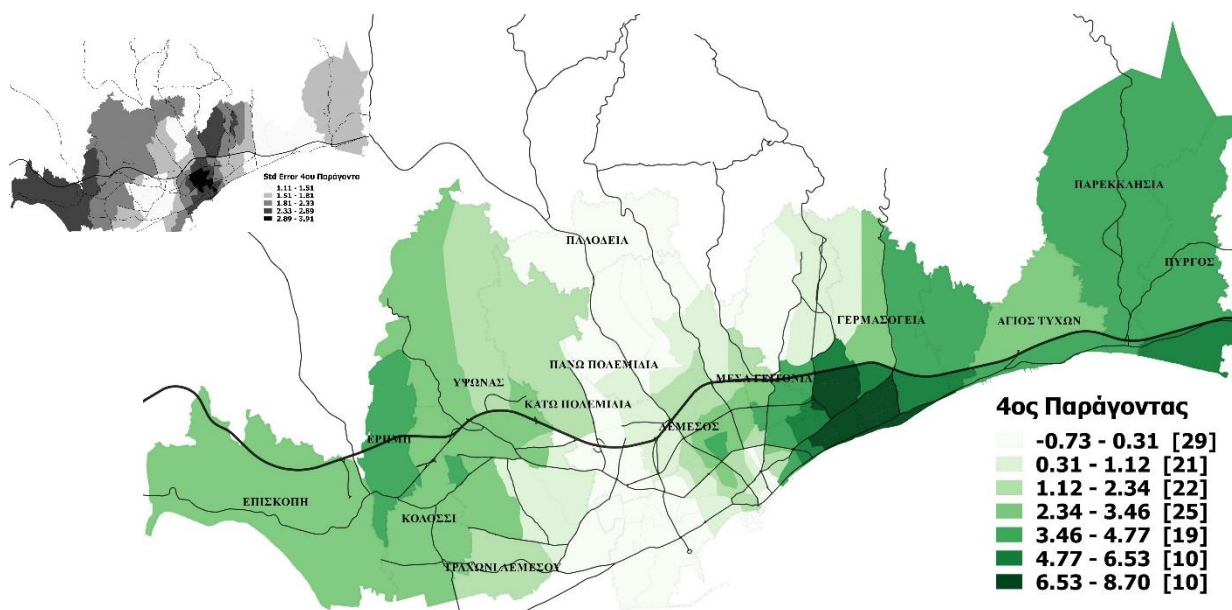 Std Error 4ου Παράγοντα
1.11 - 1.51
1.51 - 1.81
1.81 - 2.33
2.33 - 2.89
2.89 - 3.91
ΠΑΡΕΚΚΛΗΣΙΑ
ΠΑΛΟΔΕΙΑ
ΠΥΡΓΟΣ
ΓΕΡΜΑΣΟΓΕΙΑ
ΑΓΙΟΣ ΤΥΧΩΝ
ΠΑΝΩ ΠΟΛΕΜΙΔΙΑ
ΜΕΣΑ ΓΕΙΤΟΝΙΑ
ΥΨΩΝΑΣ
ΚΑΤΩ ΠΟΛΕΜΙΔΙΑ
ΛΕΜΕΣΟΣ
ΕΡΗΜΗ
ΕΠΙΣΚΟΠΗ
ΚΟΛΟΣΣΙ
ΤΡΑΧΩΝΙ ΛΕΜΕΣΟΥ
4ος Παράγοντας
-0.73 - 0.31 [29]
0.31 - 1.12 [21]
1.12 - 2.34 [22]
2.34 - 3.46 [25]
3.46 - 4.77 [19]
4.77 - 6.53 [10]
6.53 - 8.70 [10]